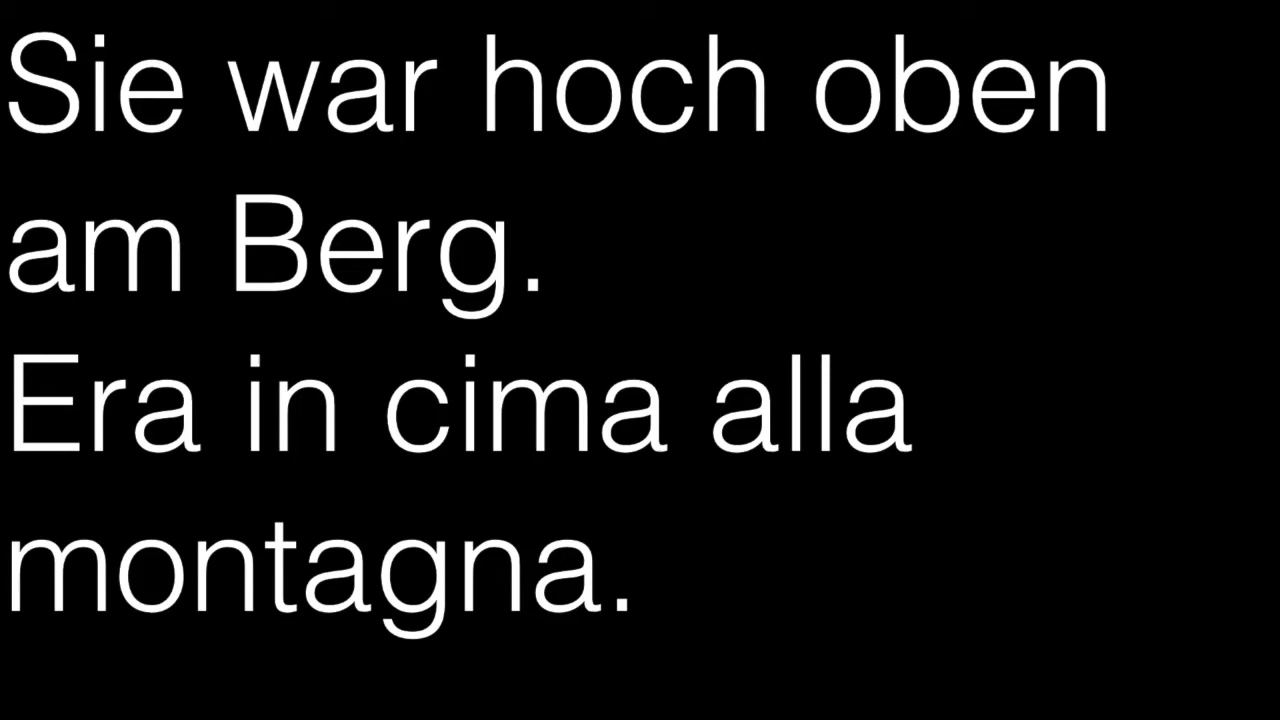 Sie war hoch oben
am Berg.
Era in cima alla
montagna.